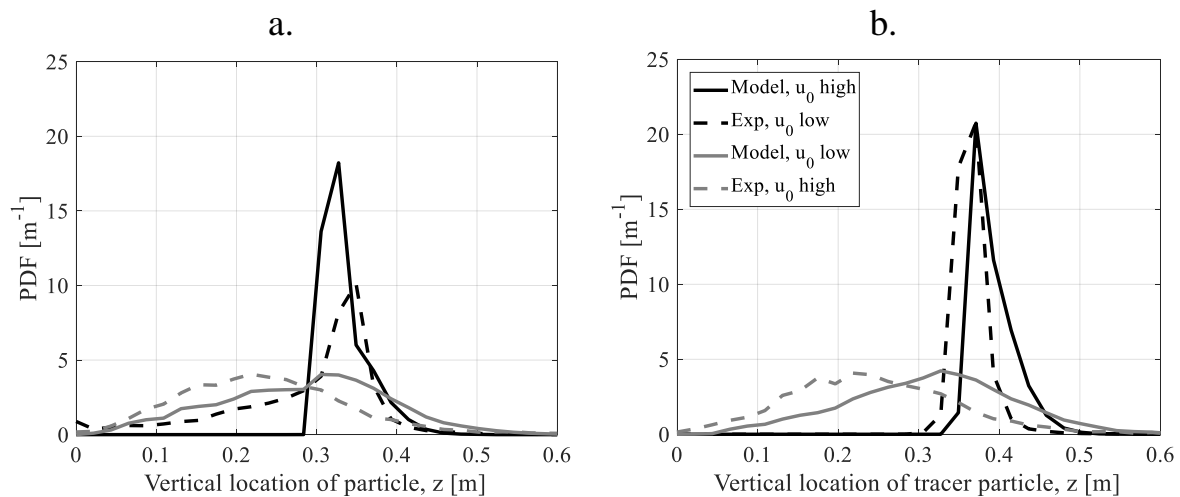 a.
25
20
15
10
5
0
PDF [m⁻¹]
0 0.1 0.2 0.3 0.4 0.5 0.6
Vertical location of particle, z [m]
b.
25
20
15
10
5
0
PDF [m⁻¹]
Model, u₀ high
Exp, u₀ low
Model, u₀ low
Exp, u₀ high
0 0.1 0.2 0.3 0.4 0.5 0.6
Vertical location of tracer particle, z [m]